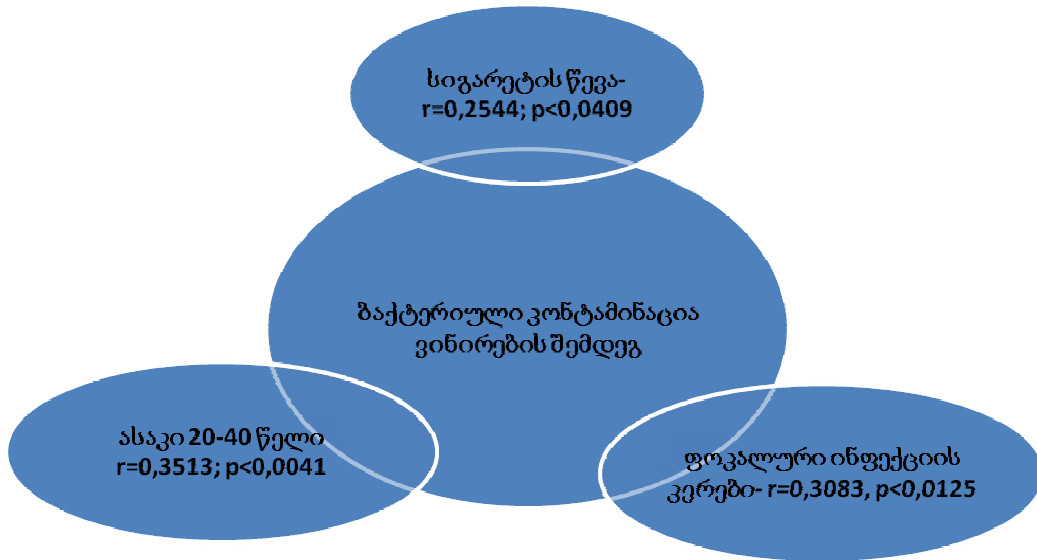 სიგარეტის წევა-
r=0,2544; p<0,0409
ბაქტერიული კონტამინაცია
ვინირების შემდეგ
ასაკი 20-40 წელი
r=0,3513; p<0,0041
ფოკალური ინფექციის
კერები- r=0,3083, p<0,0125